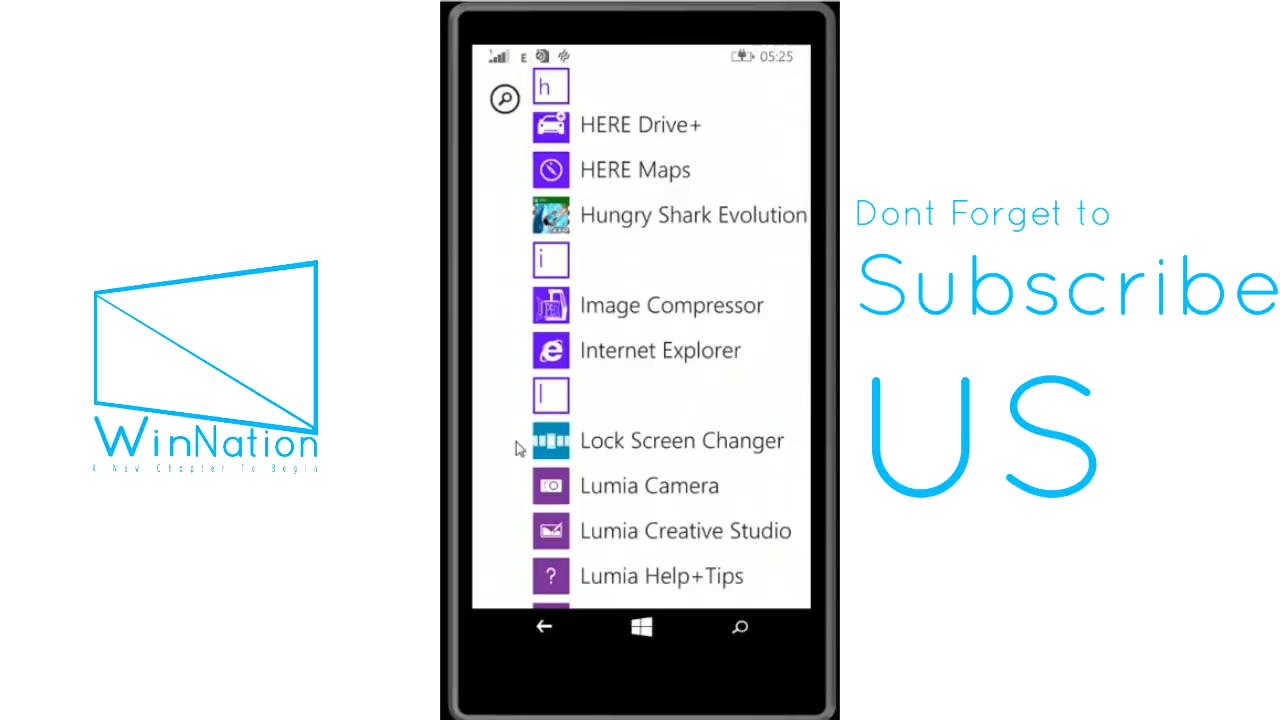 WinNation
A New Chapter To Begin
E
05:25
h
HERE Drive+
HERE Maps
Hungry Shark Evolution
i
Image Compressor
Internet Explorer
l
Lock Screen Changer
Lumia Camera
Lumia Creative Studio
? Lumia Help+Tips
Dont Forget to
Subscribe
US